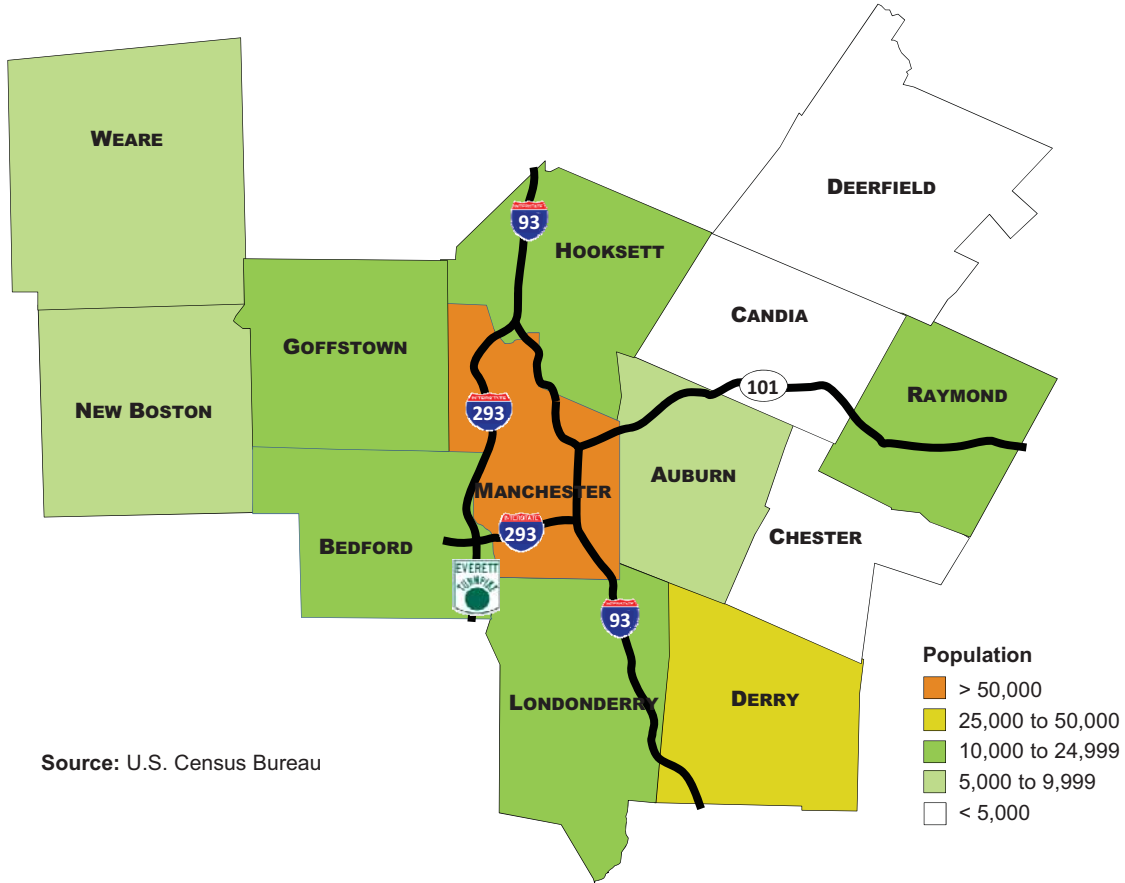 WEARE
DEERFIELD
93
HOOKSETT
CANDIA
GOFFSTOWN
101
RAYMOND
NEW BOSTON
INTERSTATE
293
AUBURN
MANCHESTER
INTERSTATE
293
CHESTER
BEDFORD
EVERETT
TURNPIKE
93
LONDONDERRY
DERRY
Population
> 50,000
25,000 to 50,000
10,000 to 24,999
5,000 to 9,999
< 5,000
Source: U.S. Census Bureau